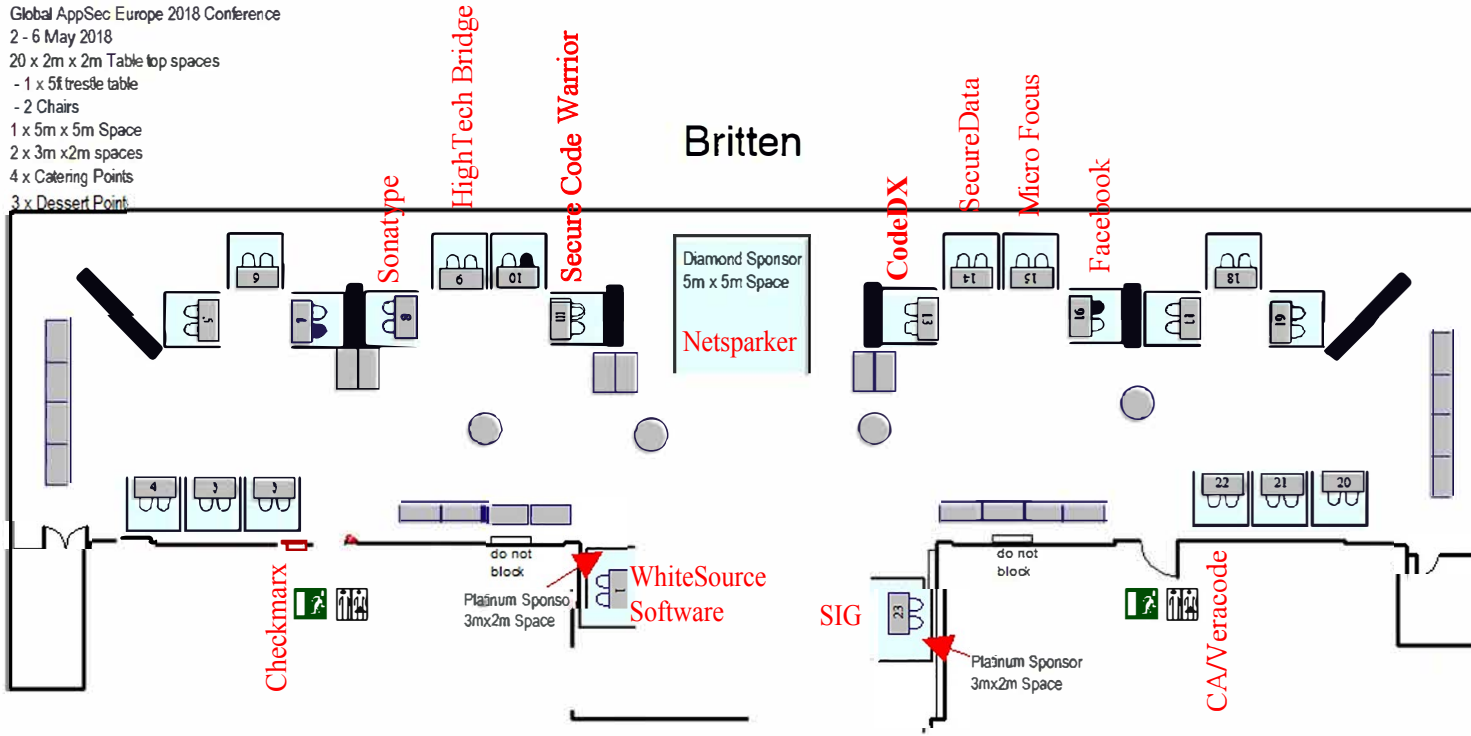 Global AppSec Europe 2018 Conference
2 - 6 May 2018
20 x 2m x 2m Table top spaces
- 1 x 5ft trestle table
- 2 Chairs
1 x 5m x 5m Space
2 x 3m x2m spaces
4 x Catering Points
3 x Dessert Point
Britten
Sonatype
HighTech Bridge
Secure Code Warrior
CodeDX
SecureData
Micro Focus
Facebook
Diamond Sponsor
5m x 5m Space
Netsparker
5
6
8
9
10
11
13
14
15
16
18
19
4
22
21
20
do not
block
do not
block
Platinum Sponso
3mx2m Space
1
WhiteSource
Software
SIG
23
Platinum Sponsor
3mx2m Space
Checkmarx
CA/Veracode